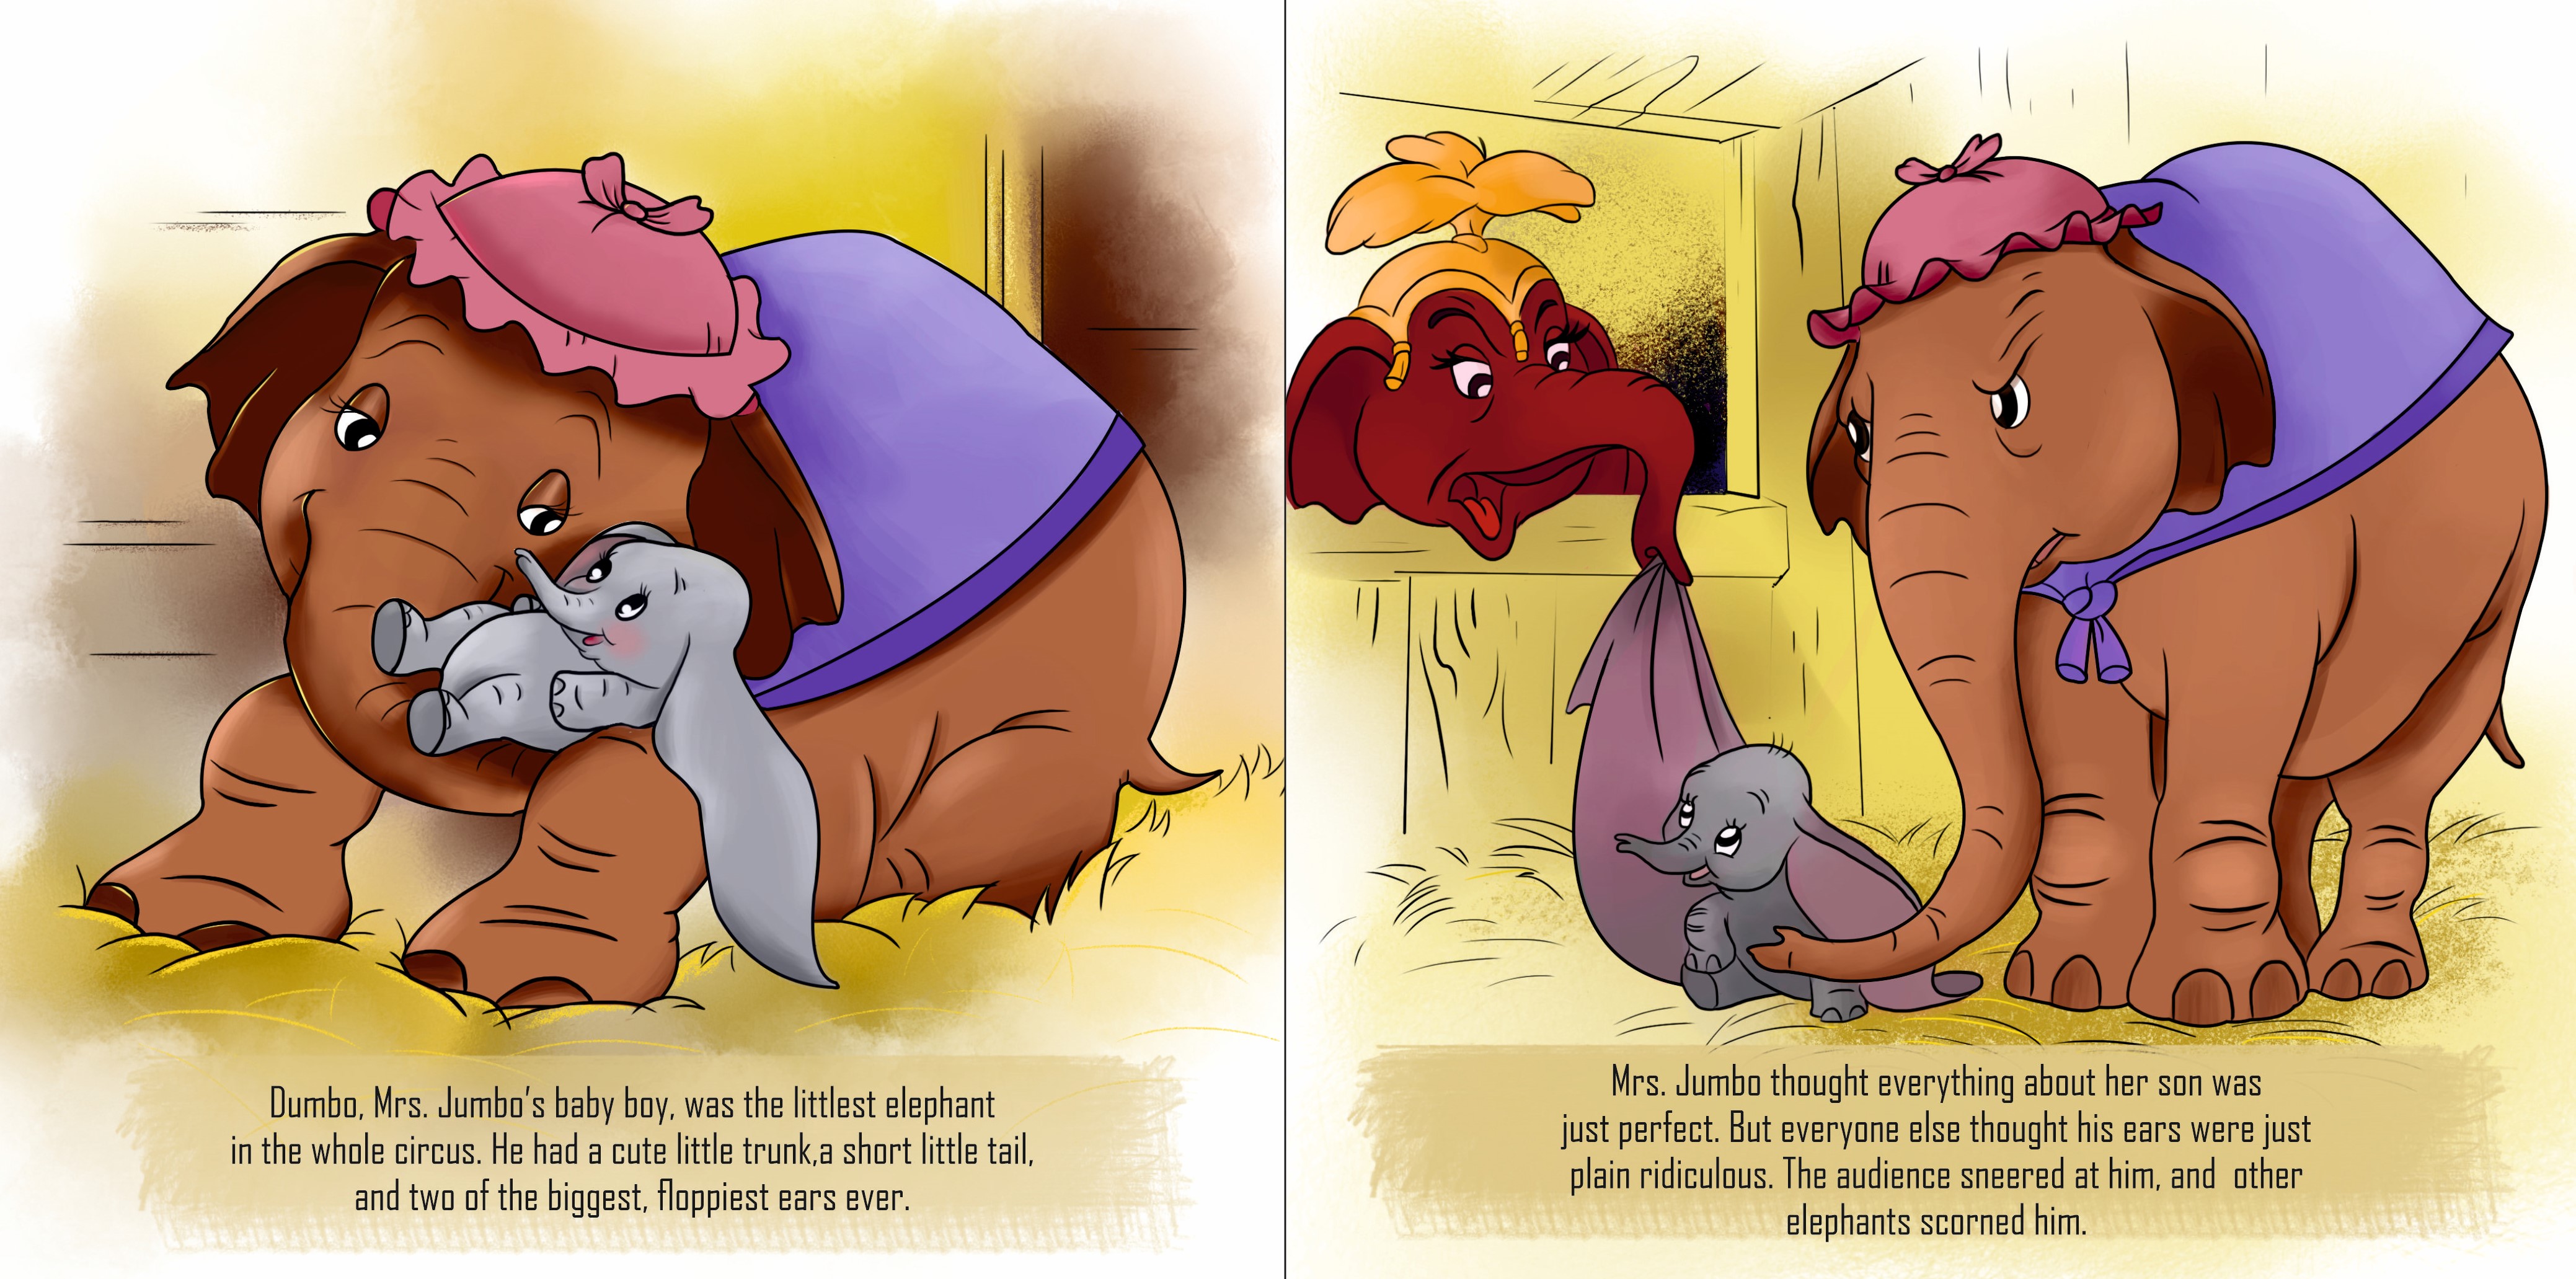 Dumbo, Mrs. Jumbo's baby boy, was the littlest elephant
in the whole circus. He had a cute little trunk,a short little tail,
and two of the biggest, floppiest ears ever.
Mrs. Jumbo thought everything about her son was
just perfect. But everyone else thought his ears were just
plain ridiculous. The audience sneered at him, and  other
elephants scorned him.